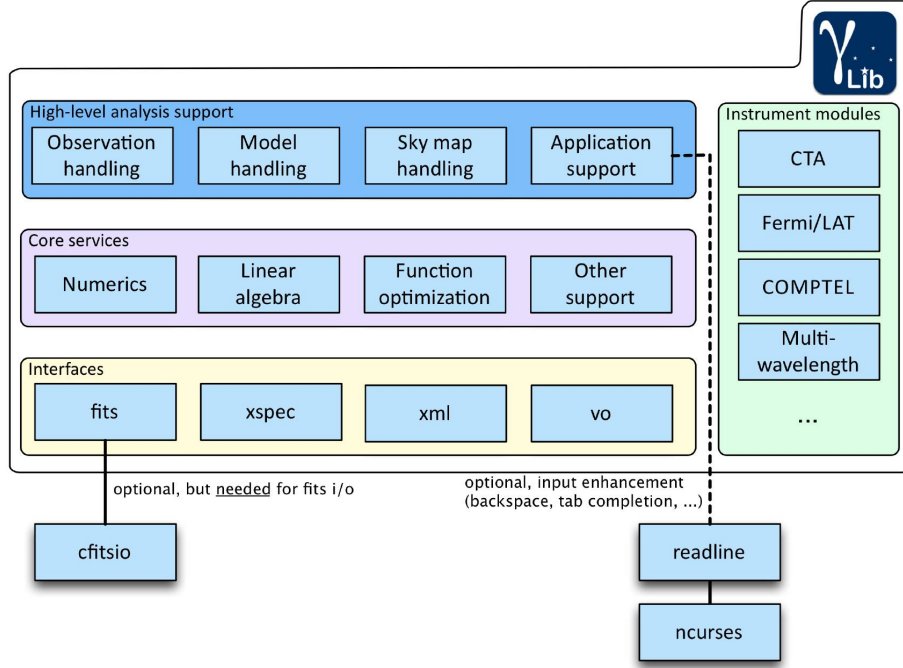 γ
Lib
High-level analysis support
Observation
handling
Model
handling
Sky map
handling
Application
support
Core services
Numerics
Linear
algebra
Function
optimization
Other
support
Interfaces
fits
xspec
xml
vo
Instrument modules
CTA
Fermi/LAT
COMPTEL
Multi-
wavelength
...
optional, but needed for fits i/o
optional, input enhancement
(backspace, tab completion, ...)
cfitsio
readline
ncurses